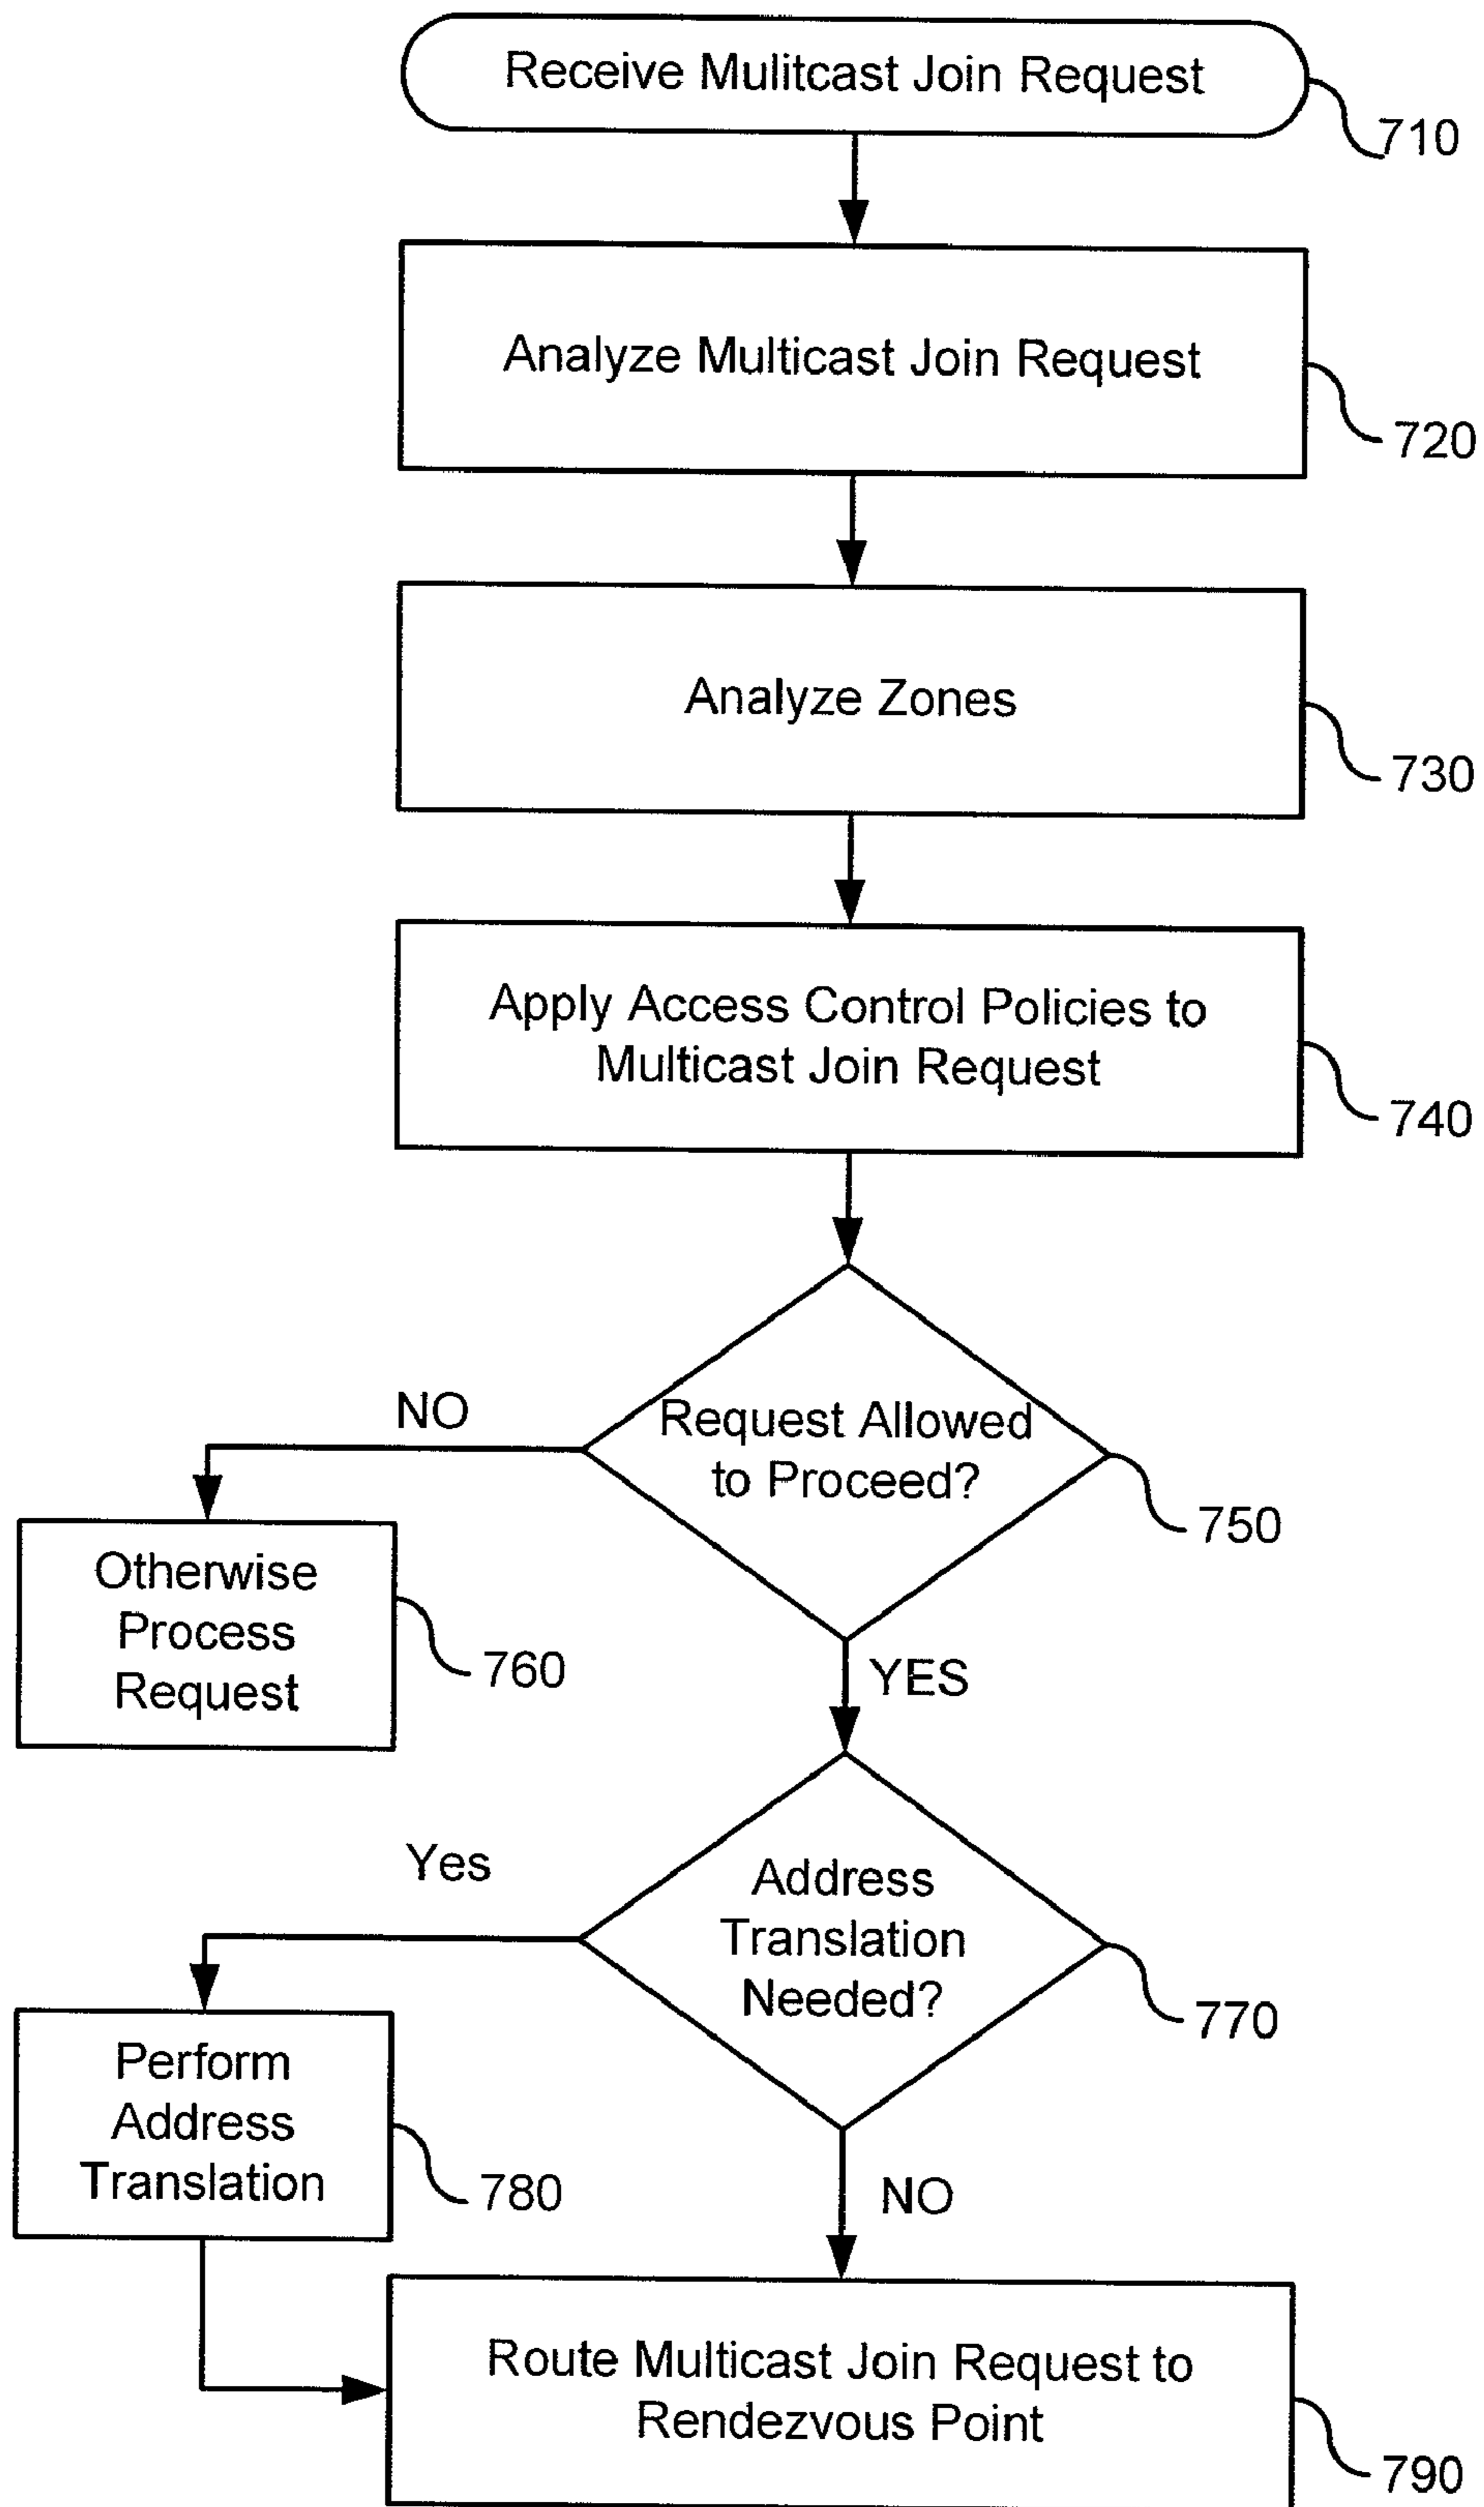 Receive Mulitcast Join Request
710
Analyze Multicast Join Request
720
Analyze Zones
730
Apply Access Control Policies to
Multicast Join Request
740
Request Allowed
to Proceed?
750
NO
Otherwise
Process
Request
760
YES
Address
Translation
Needed?
770
Yes
Perform
Address
Translation
780
NO
Route Multicast Join Request to
Rendezvous Point
790